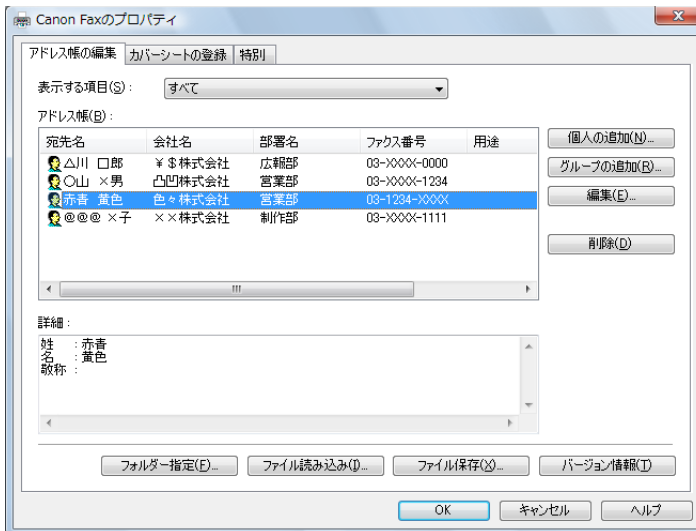 Canon Faxのプロパティ
アドレス帳の編集 カバーシートの登録 特別
表示する項目(S): すべて
アドレス帳(B):
宛先名 会社名 部署名 ファクス番号 用途
△川 口郎 ¥$株式会社 広報部 03-XXXX-0000
○山 ×男 凸凹株式会社 営業部 03-XXXX-1234
赤青 黄色 色々株式会社 営業部 03-1234-XXXX
@@@ ×子 ××株式会社 制作部 03-XXXX-1111
個人の追加(N)...
グループの追加(R)...
編集(E)...
削除(D)
詳細:
姓 :赤青
名 :黄色
敬称 :
フォルダー指定(F)... ファイル読み込み(I)... ファイル保存(X)... バージョン情報(T)
OK キャンセル ヘルプ